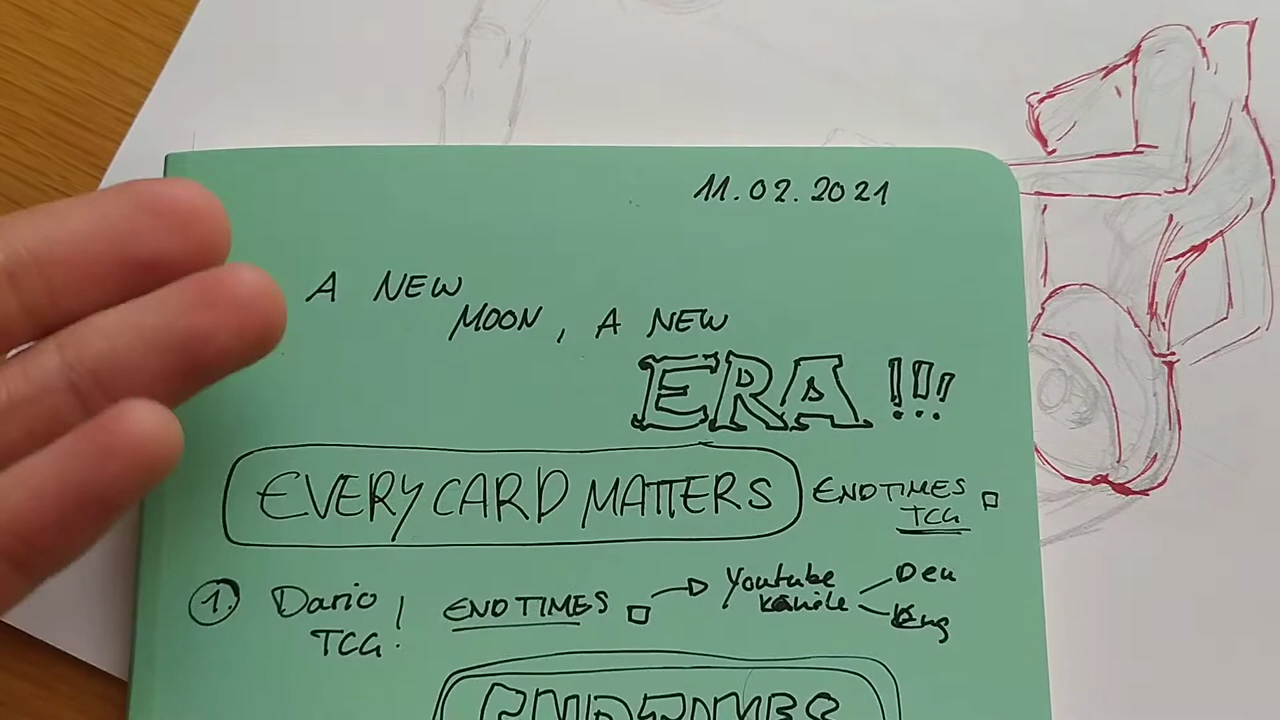 11.02.2021
A NEW
MOON, A NEW
ERA!!!
EVERY CARD MATTERS
ENDTIMES
TCG
1. Dario
TCG!
ENDTIMES
Youtube
Kanäle
Deu
Eng